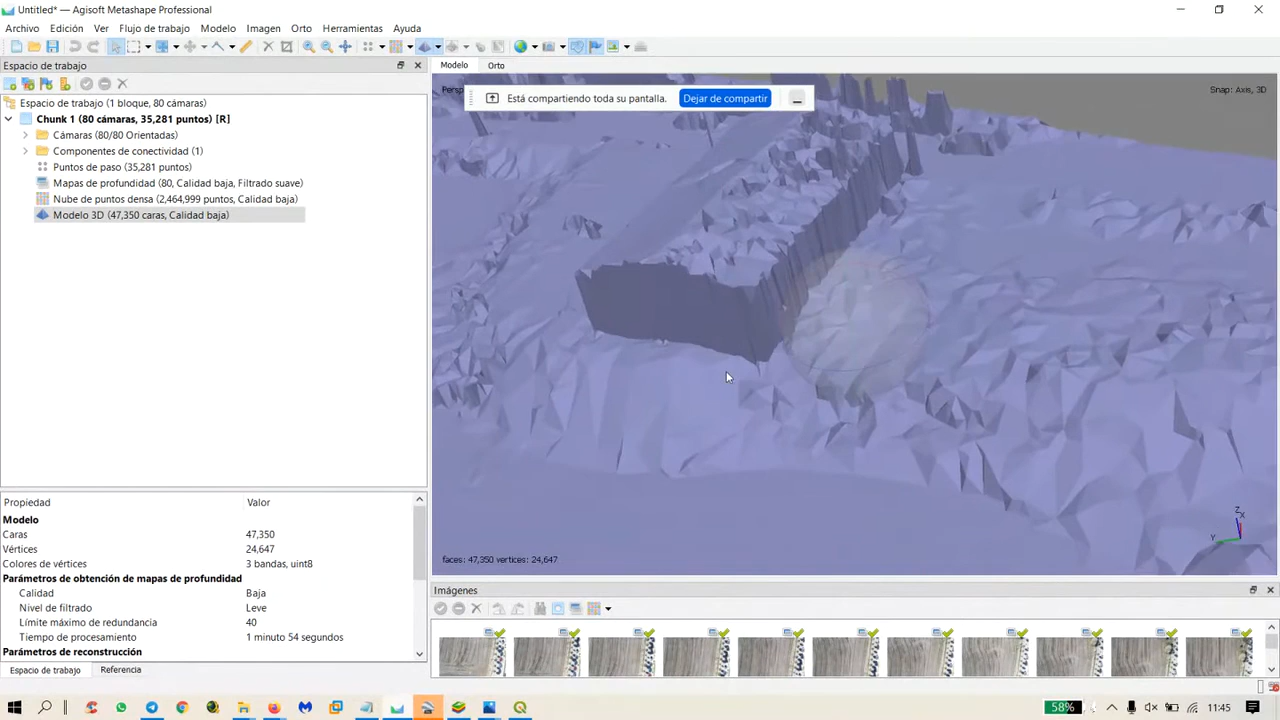 Untitled* — Agisoft Metashape Professional
Archivo Edición Ver Flujo de trabajo Modelo Imagen Orto Herramientas Ayuda
Espacio de trabajo
Espacio de trabajo (1 bloque, 80 cámaras)
Chunk 1 (80 cámaras, 35,281 puntos) [R]
Cámaras (80/80 Orientadas)
Componentes de conectividad (1)
Puntos de paso (35,281 puntos)
Mapas de profundidad (80, Calidad baja, Filtrado suave)
Nube de puntos densa (2,464,999 puntos, Calidad baja)
Modelo 3D (47,350 caras, Calidad baja)
Propiedad Valor
Modelo
Caras 47,350
Vértices 24,647
Colores de vértices 3 bandas, uint8
Parámetros de obtención de mapas de profundidad
Calidad Baja
Nivel de filtrado Leve
Límite máximo de redundancia 40
Tiempo de procesamiento 1 minuto 54 segundos
Parámetros de reconstrucción
Espacio de trabajo Referencia
Modelo Orto
Está compartiendo toda su pantalla. Dejar de compartir
Snap: Axis, 3D
Z
X
Y
faces: 47,350 vertices: 24,647
Imágenes
58% 11:45